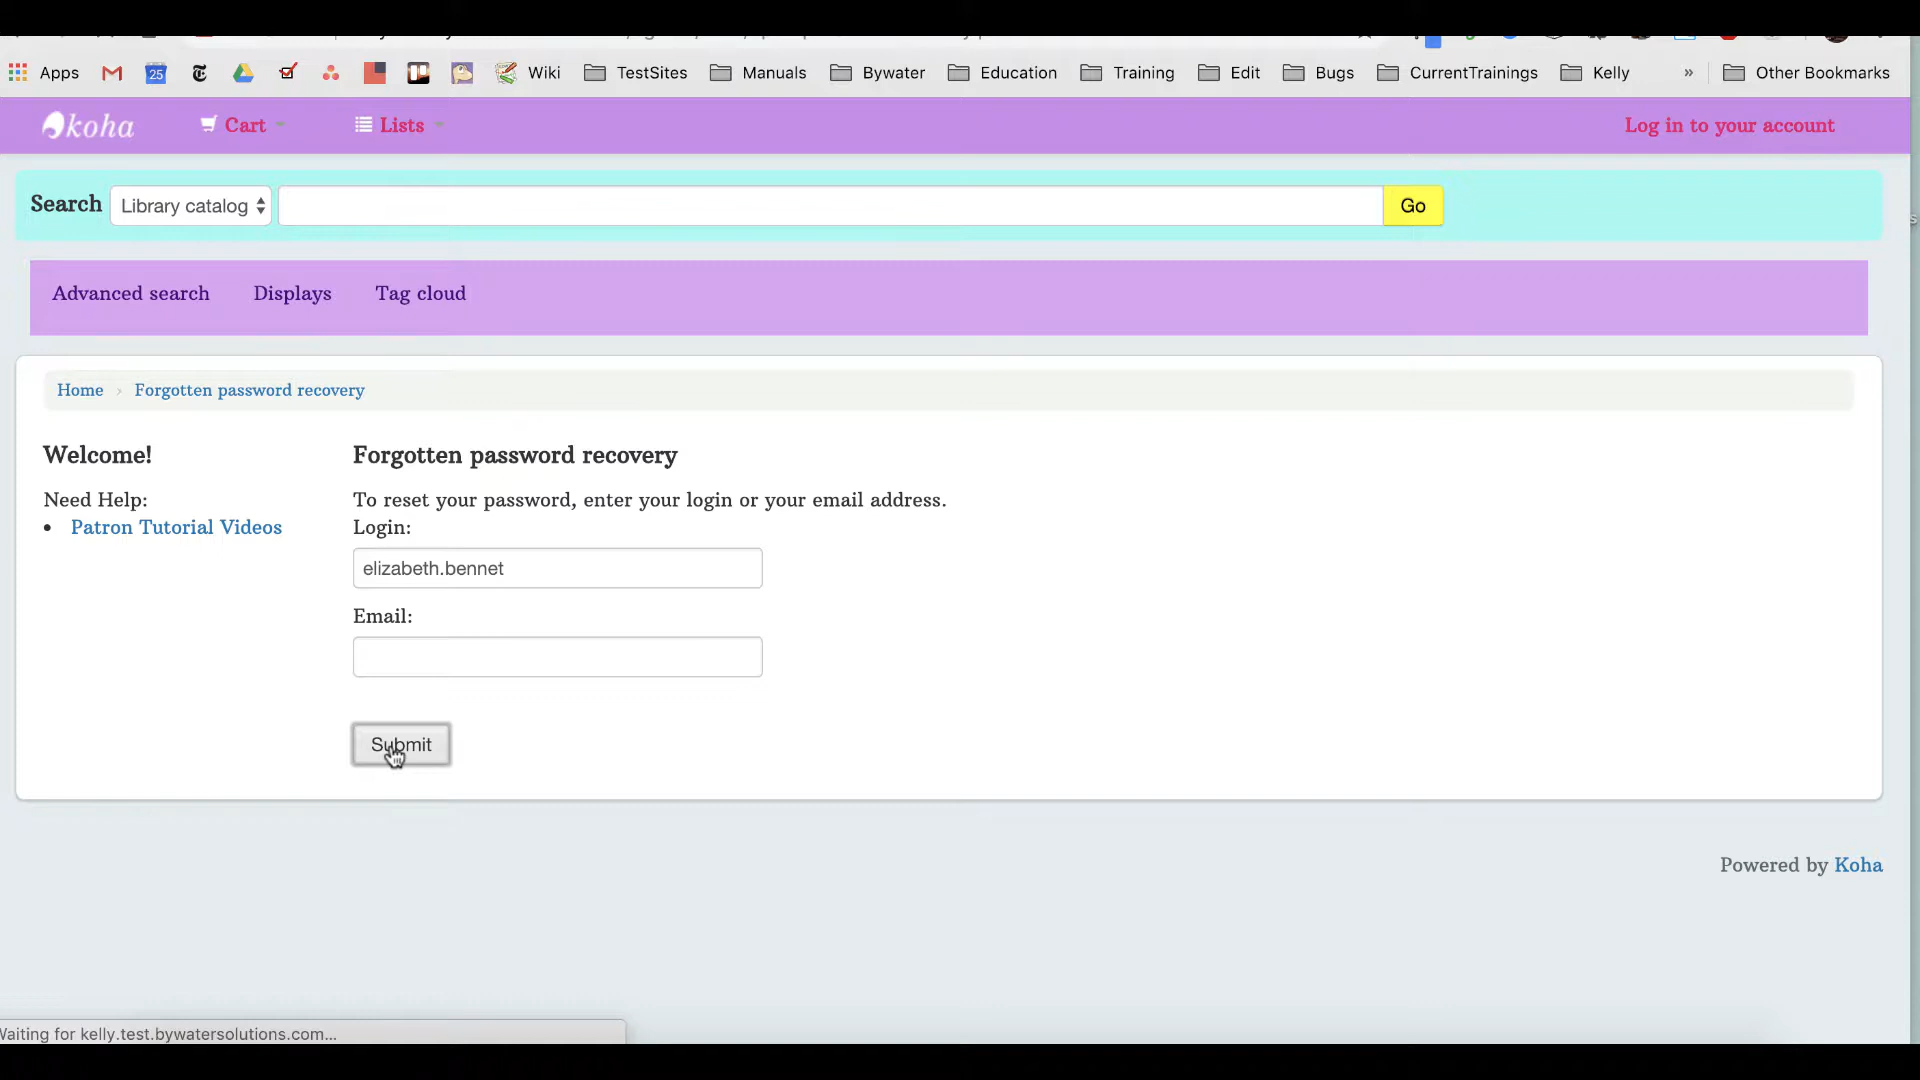 Apps 25 Wiki TestSites Manuals Bywater Education Training Edit Bugs CurrentTrainings Kelly » Other Bookmarks
koha Cart Lists Log in to your account
Search Library catalog Go
Advanced search Displays Tag cloud
Home › Forgotten password recovery
Welcome!
Need Help:
• Patron Tutorial Videos
Forgotten password recovery
To reset your password, enter your login or your email address.
Login:
elizabeth.bennet
Email:
Submit
Powered by Koha
Waiting for kelly.test.bywatersolutions.com...